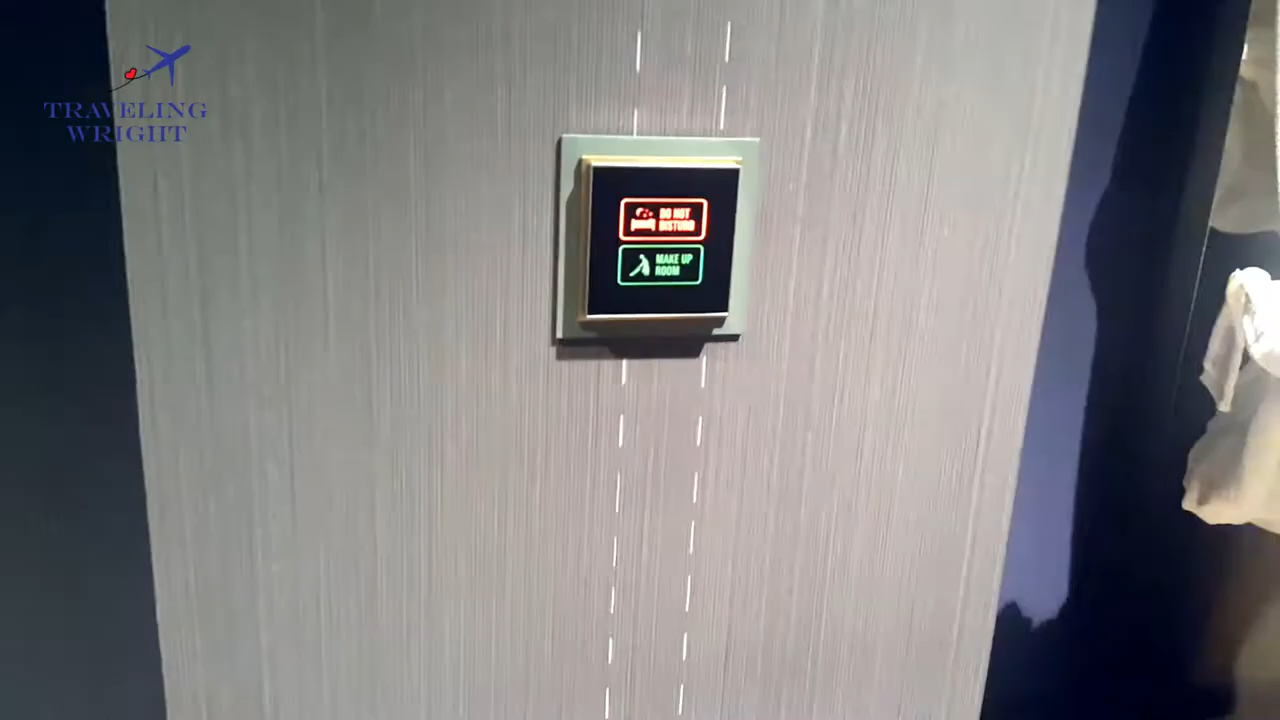 TRAVELING
WRIGHT
DO NOT
DISTURB
MAKE UP
ROOM